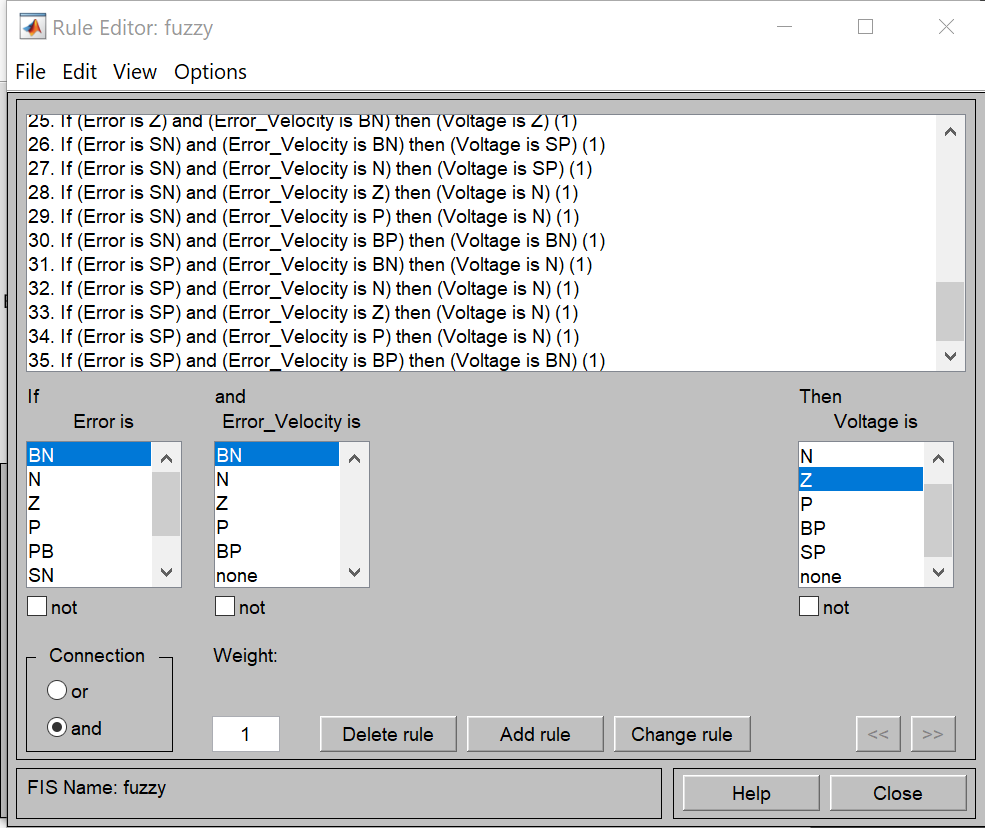 Rule Editor: fuzzy
File Edit View Options
25. If (Error is Z) and (Error_Velocity is BN) then (Voltage is Z) (1)
26. If (Error is SN) and (Error_Velocity is BN) then (Voltage is SP) (1)
27. If (Error is SN) and (Error_Velocity is N) then (Voltage is SP) (1)
28. If (Error is SN) and (Error_Velocity is Z) then (Voltage is N) (1)
29. If (Error is SN) and (Error_Velocity is P) then (Voltage is N) (1)
30. If (Error is SN) and (Error_Velocity is BP) then (Voltage is BN) (1)
31. If (Error is SP) and (Error_Velocity is BN) then (Voltage is N) (1)
32. If (Error is SP) and (Error_Velocity is N) then (Voltage is N) (1)
33. If (Error is SP) and (Error_Velocity is Z) then (Voltage is N) (1)
34. If (Error is SP) and (Error_Velocity is P) then (Voltage is N) (1)
35. If (Error is SP) and (Error_Velocity is BP) then (Voltage is BN) (1)
If
Error is
BN
N
Z
P
PB
SN
not
and
Error_Velocity is
BN
N
Z
P
BP
none
not
Then
Voltage is
N
Z
P
BP
SP
none
not
Connection
or
and
Weight:
1
Delete rule
Add rule
Change rule
<<
>>
FIS Name: fuzzy
Help
Close